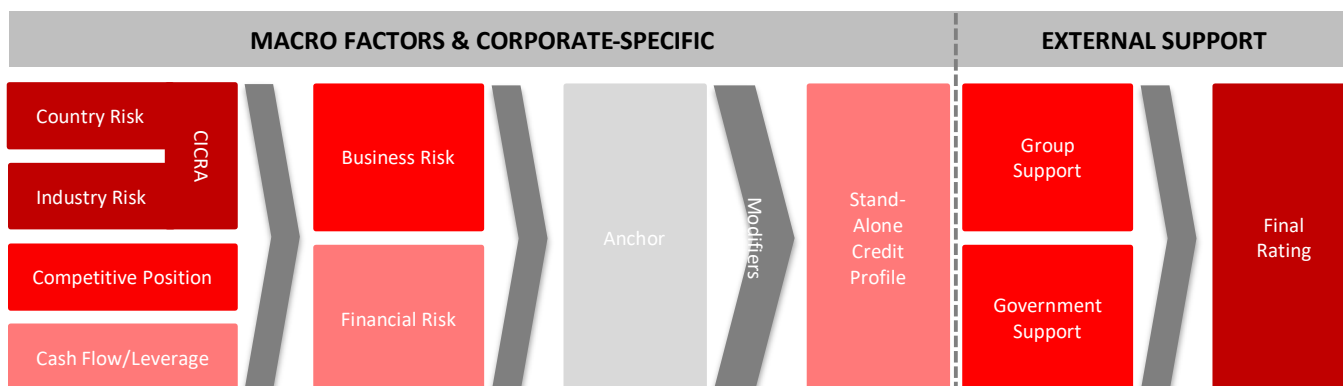 MACRO FACTORS & CORPORATE-SPECIFIC
EXTERNAL SUPPORT
Country Risk
CICRA
Industry Risk
Competitive Position
Cash Flow/Leverage
Business Risk
Financial Risk
Anchor
Modifiers
Stand-
Alone
Credit
Profile
Group
Support
Government
Support
Final
Rating